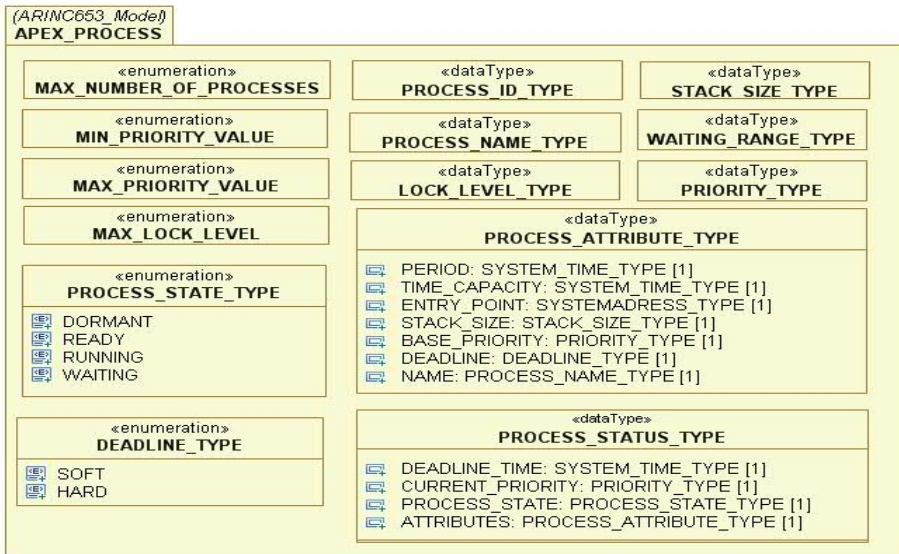 (ARINC653_Model)
APEX_PROCESS
«enumeration»
MAX_NUMBER_OF_PROCESSES
«enumeration»
MIN_PRIORITY_VALUE
«enumeration»
MAX_PRIORITY_VALUE
«enumeration»
MAX_LOCK_LEVEL
«enumeration»
PROCESS_STATE_TYPE
DORMANT
READY
RUNNING
WAITING
«enumeration»
DEADLINE_TYPE
SOFT
HARD
«dataType»
PROCESS_ID_TYPE
«dataType»
PROCESS_NAME_TYPE
«dataType»
LOCK_LEVEL_TYPE
«dataType»
STACK_SIZE_TYPE
«dataType»
WAITING_RANGE_TYPE
«dataType»
PRIORITY_TYPE
«dataType»
PROCESS_ATTRIBUTE_TYPE
PERIOD: SYSTEM_TIME_TYPE [1]
TIME_CAPACITY: SYSTEM_TIME_TYPE [1]
ENTRY_POINT: SYSTEMADRESS_TYPE [1]
STACK_SIZE: STACK_SIZE_TYPE [1]
BASE_PRIORITY: PRIORITY_TYPE [1]
DEADLINE: DEADLINE_TYPE [1]
NAME: PROCESS_NAME_TYPE [1]
«dataType»
PROCESS_STATUS_TYPE
DEADLINE_TIME: SYSTEM_TIME_TYPE [1]
CURRENT_PRIORITY: PRIORITY_TYPE [1]
PROCESS_STATE: PROCESS_STATE_TYPE [1]
ATTRIBUTES: PROCESS_ATTRIBUTE_TYPE [1]